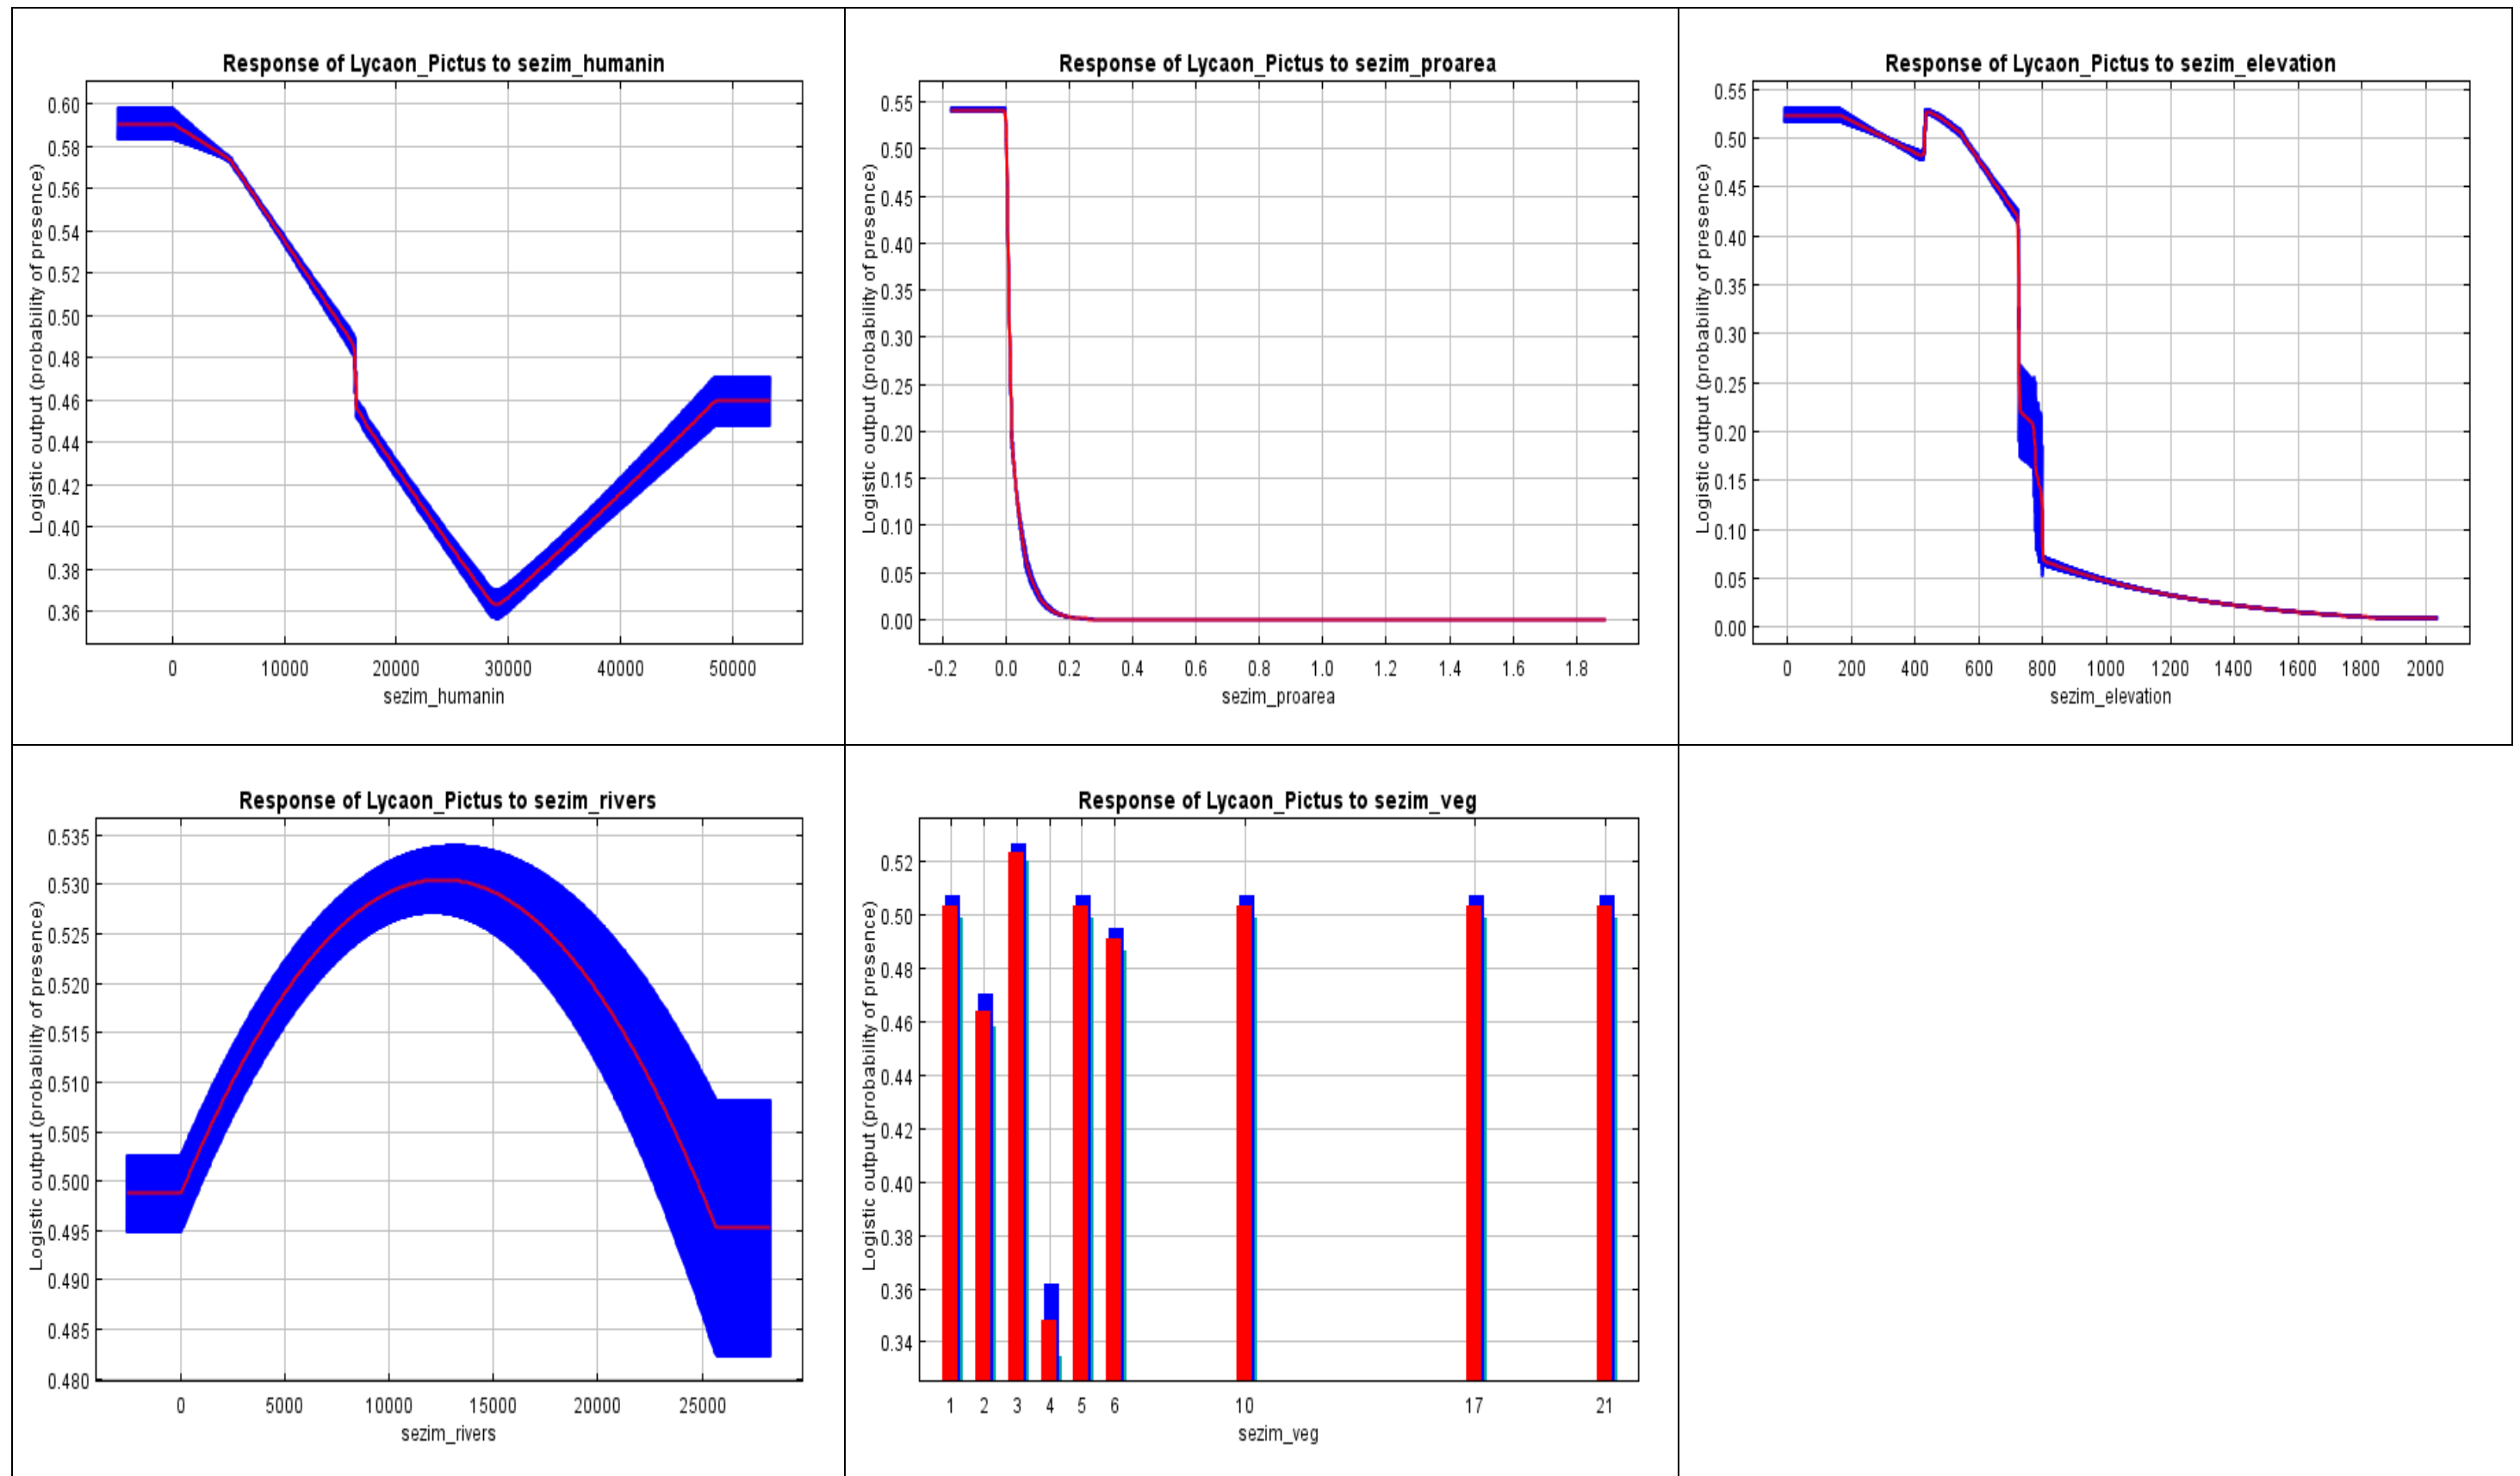 Response of Lycaon_Pictus to sezim_humanin
Logistic output (probability of presence)
0.60
0.58
0.56
0.54
0.52
0.50
0.48
0.46
0.44
0.42
0.40
0.38
0.36
0 10000 20000 30000 40000 50000
sezim_humanin
Response of Lycaon_Pictus to sezim_proarea
Logistic output (probability of presence)
0.55
0.50
0.45
0.40
0.35
0.30
0.25
0.20
0.15
0.10
0.05
0.00
-0.2 0.0 0.2 0.4 0.6 0.8 1.0 1.2 1.4 1.6 1.8
sezim_proarea
Response of Lycaon_Pictus to sezim_elevation
Logistic output (probability of presence)
0.55
0.50
0.45
0.40
0.35
0.30
0.25
0.20
0.15
0.10
0.05
0.00
0 200 400 600 800 1000 1200 1400 1600 1800 2000
sezim_elevation
Response of Lycaon_Pictus to sezim_rivers
Logistic output (probability of presence)
0.535
0.530
0.525
0.520
0.515
0.510
0.505
0.500
0.495
0.490
0.485
0.480
0 5000 10000 15000 20000 25000
sezim_rivers
Response of Lycaon_Pictus to sezim_veg
Logistic output (probability of presence)
0.52
0.50
0.48
0.46
0.44
0.42
0.40
0.38
0.36
0.34
1 2 3 4 5 6 10 17 21
sezim_veg